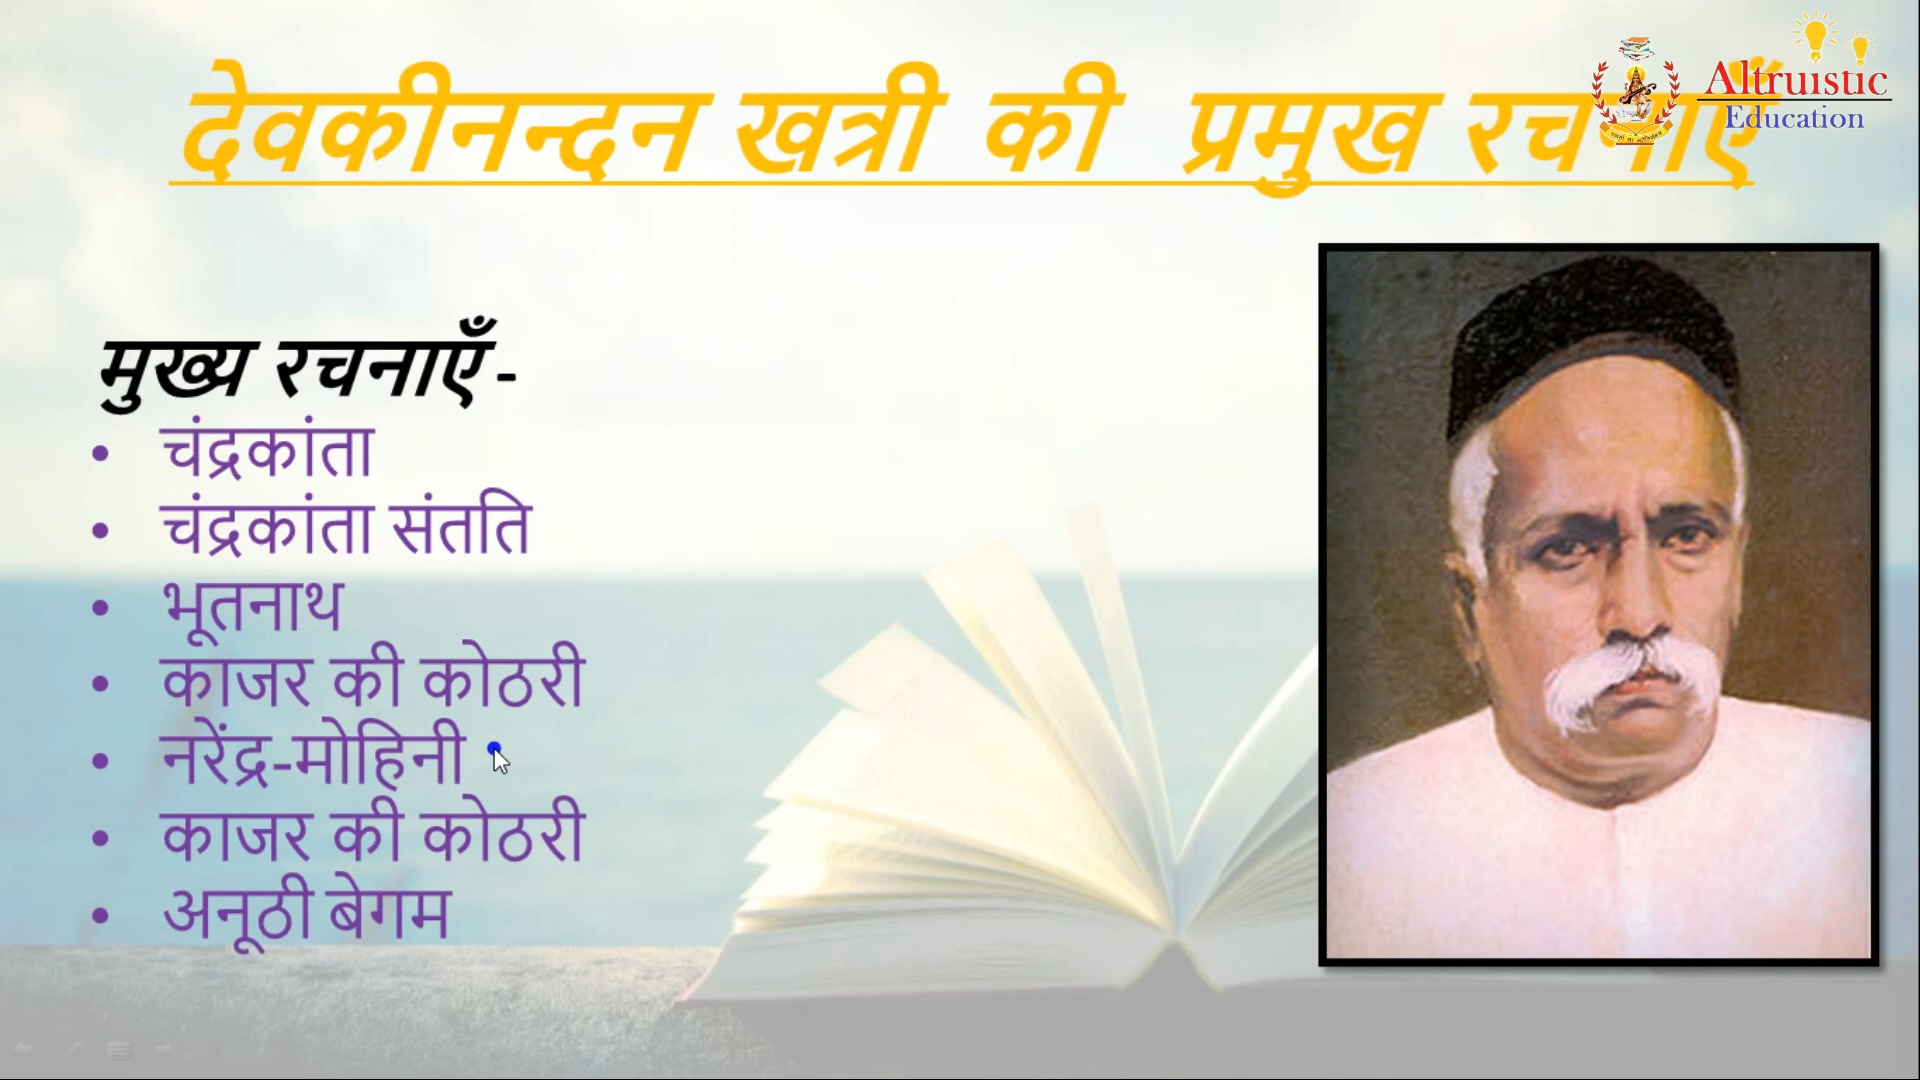 देवकीनन्दन खत्री की प्रमुख रचनाएँ
Altruistic
Education
मुख्य रचनाएँ -
• चंद्रकांता
• चंद्रकांता संतति
• भूतनाथ
• काजर की कोठरी
• नरेंद्र-मोहिनी
• काजर की कोठरी
• अनूठी बेगम